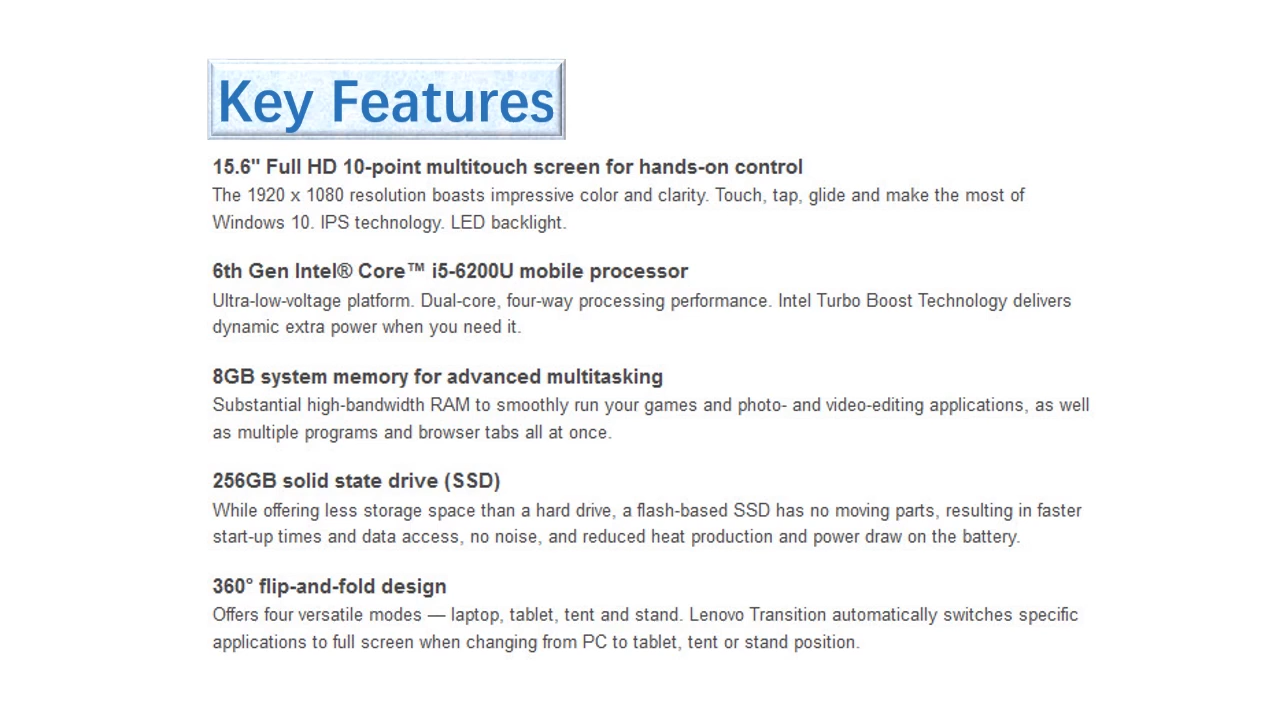 Key Features
15.6" Full HD 10-point multitouch screen for hands-on control
The 1920 x 1080 resolution boasts impressive color and clarity. Touch, tap, glide and make the most of
Windows 10. IPS technology. LED backlight.
6th Gen Intel® Core™ i5-6200U mobile processor
Ultra-low-voltage platform. Dual-core, four-way processing performance. Intel Turbo Boost Technology delivers
dynamic extra power when you need it.
8GB system memory for advanced multitasking
Substantial high-bandwidth RAM to smoothly run your games and photo- and video-editing applications, as well
as multiple programs and browser tabs all at once.
256GB solid state drive (SSD)
While offering less storage space than a hard drive, a flash-based SSD has no moving parts, resulting in faster
start-up times and data access, no noise, and reduced heat production and power draw on the battery.
360° flip-and-fold design
Offers four versatile modes — laptop, tablet, tent and stand. Lenovo Transition automatically switches specific
applications to full screen when changing from PC to tablet, tent or stand position.